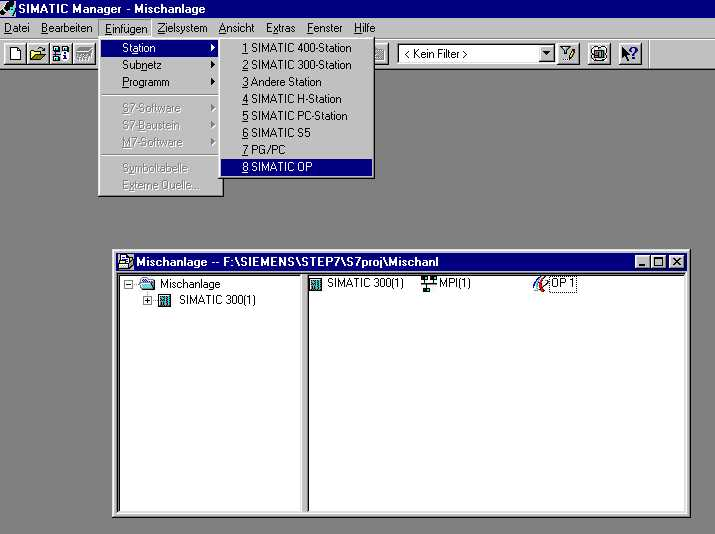 SIMATIC Manager - Mischanlage
Datei Bearbeiten Einfügen Zielsystem Ansicht Extras Fenster Hilfe
Station
Subnetz
Programm
S7-Software
S7-Baustein
M7-Software
Symboltabelle
Externe Quelle...
1 SIMATIC 400-Station
2 SIMATIC 300-Station
3 Andere Station
4 SIMATIC H-Station
5 SIMATIC PC-Station
6 SIMATIC S5
7 PG/PC
8 SIMATIC OP
< Kein Filter >
Mischanlage -- F:\SIEMENS\STEP7\S7proj\Mischanl
Mischanlage
SIMATIC 300(1)
SIMATIC 300(1) MPI(1) OP 1